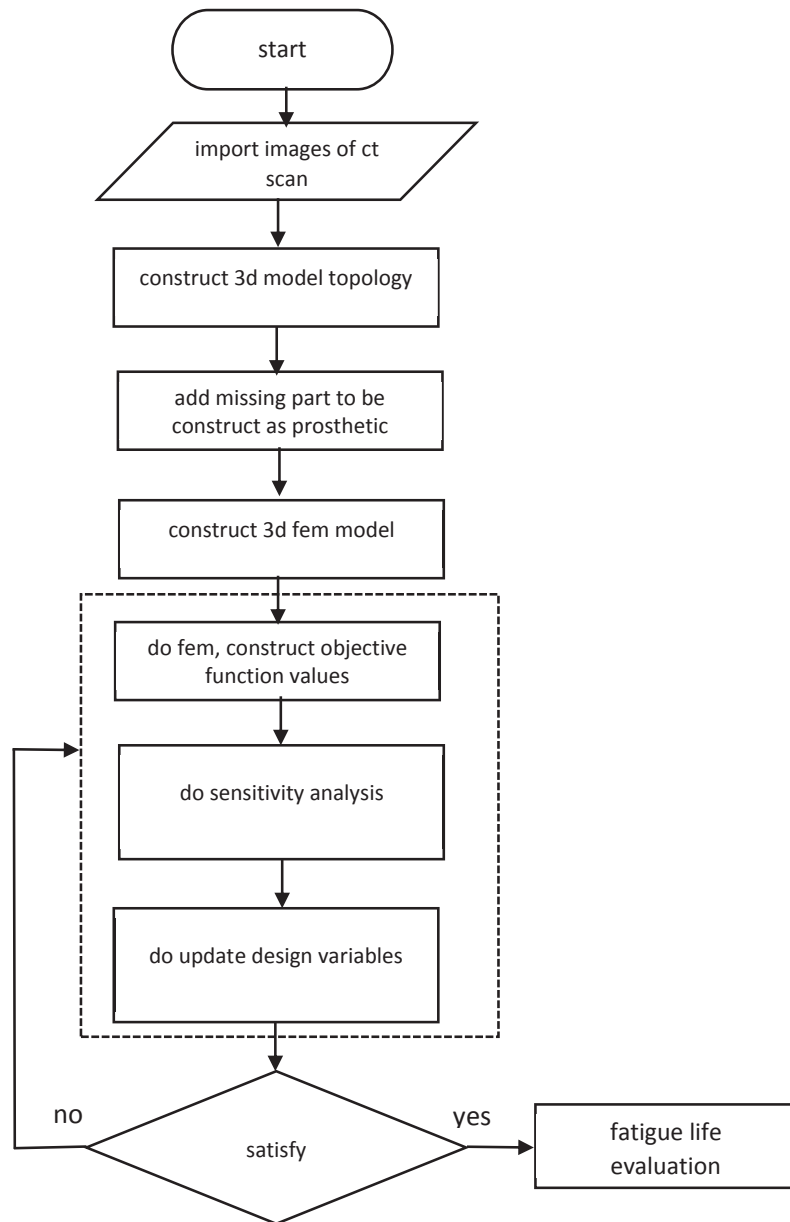 start
import images of ct
scan
construct 3d model topology
add missing part to be
construct as prosthetic
construct 3d fem model
do fem, construct objective
function values
do sensitivity analysis
do update design variables
no
satisfy
yes
fatigue life
evaluation